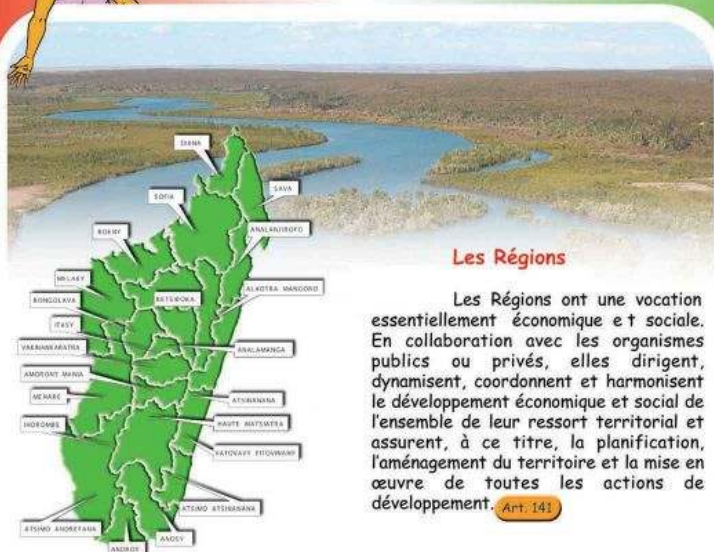 DIANA
SAVA
SOFIA
ANALANJIROFO
BOENY
MELAKY
ALAOTRA MANGORO
BONGOLAVA
BETSIBOKA
ITASY
VAKINANKARATRA
ANALAMANGA
AMORON'I MANIA
MENABE
ATSINANANA
IHOROMBE
HAUTE MATSIATRA
VATOVAVY FITOVINANY
ATSIMO ATSINANANA
ATSIMO ANDREFANA
ANOSY
ANDROY
Les Régions
Les Régions ont une vocation
essentiellement économique e t sociale.
En collaboration avec les organismes
publics ou privés, elles dirigent,
dynamisent, coordonnent et harmonisent
le développement économique et social de
l'ensemble de leur ressort territorial et
assurent, à ce titre, la planification,
l'aménagement du territoire et la mise en
œuvre de toutes les actions de
développement. Art. 141